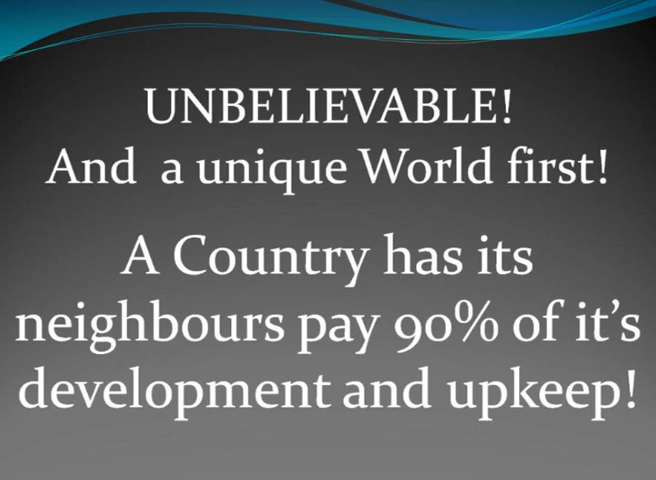 UNBELIEVABLE!
And a unique World first!
A Country has its
neighbours pay 90% of it’s
development and upkeep!